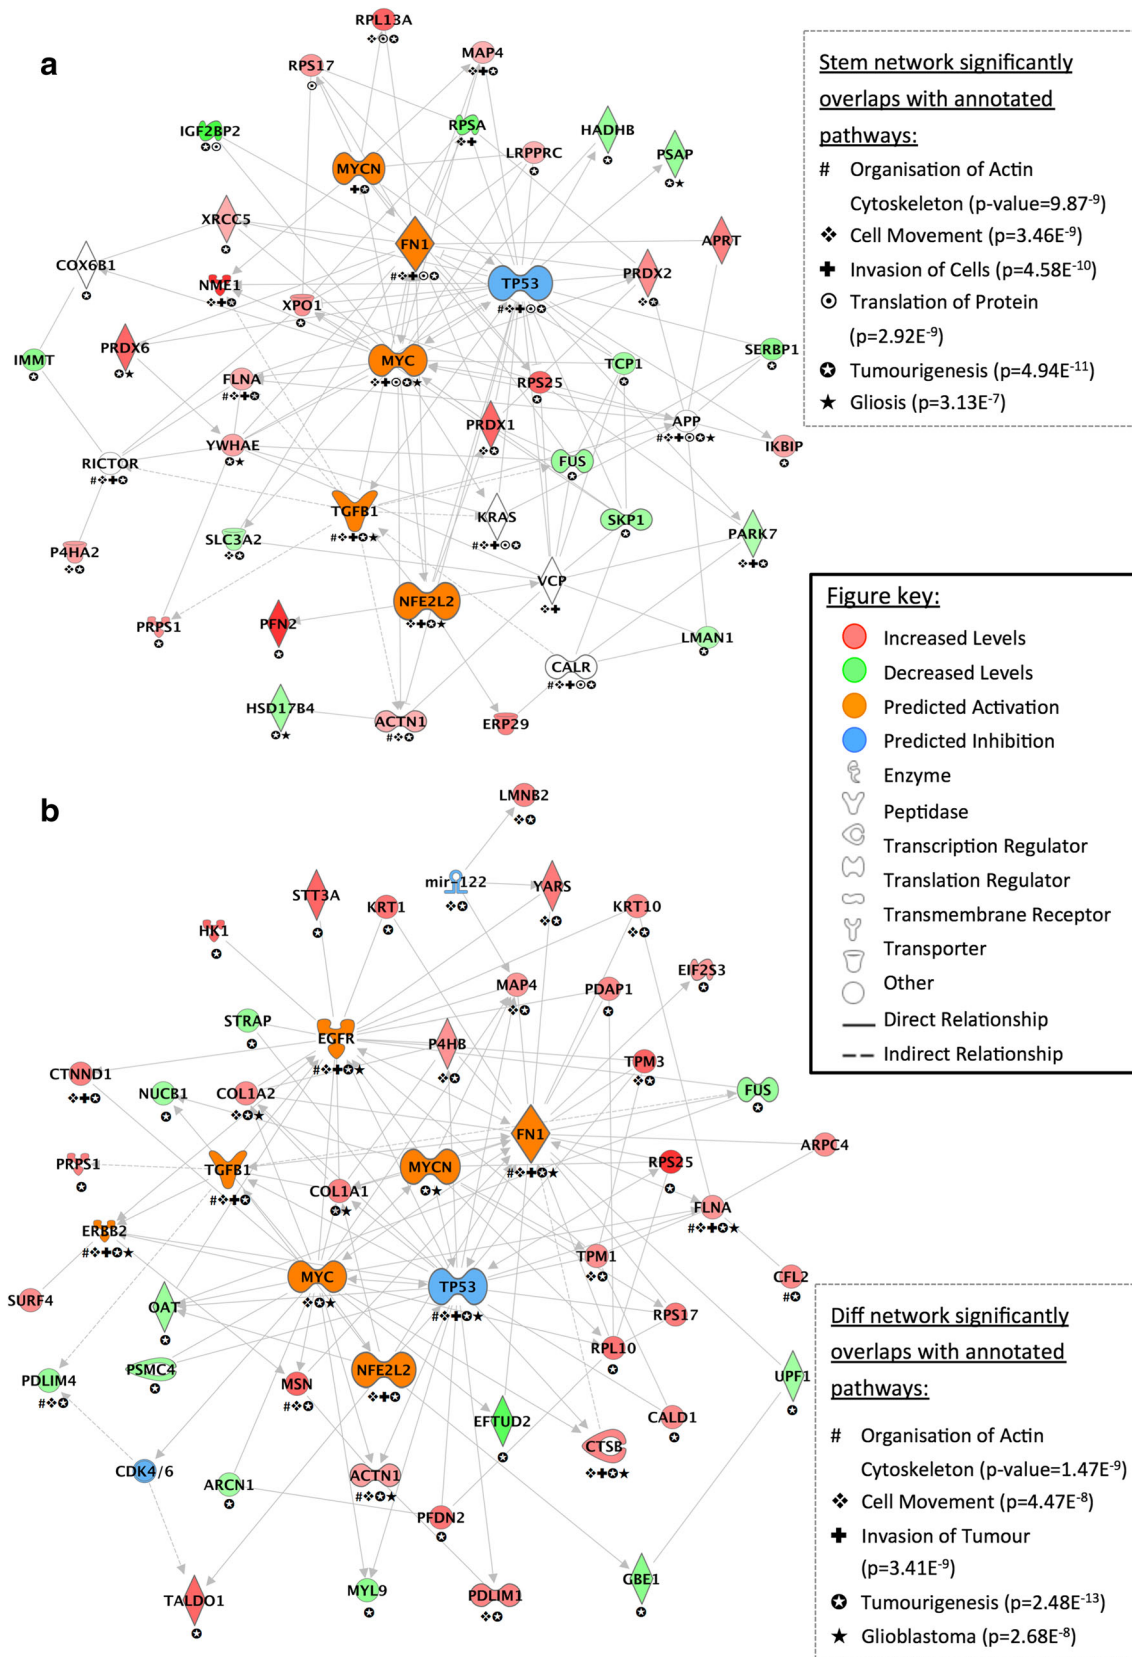 a
RPL13A
❖☉✪
MAP4
❖✚✪
RPS17
☉
IGF2BP2
✪☉
RPSA
❖✚
HADHB
✪
LRPPRC
✪
PSAP
✪★
MYCN
✚✪
XRCC5
✪
FN1
#❖✚☉✪
APRT
COX6B1
✪
NME1
❖✚✪
XPO1
✪
TP53
#❖✚☉✪
PRDX2
❖✪
PRDX6
✪★
IMMT
✪
MYC
❖✚☉✪★
TCP1
✪
SERBP1
✪
FLNA
#❖✚✪
RPS25
✪
PRDX1
❖✪
APP
#❖✚☉✪★
IKBIP
✪
YWHAE
✪★
RICTOR
#❖✚✪
FUS
✪
TGFB1
#❖✚✪★
KRAS
#❖✚☉✪
SKP1
✪
PARK7
❖✚✪
SLC3A2
❖✪
P4HA2
❖✪
VCP
❖✚
NFE2L2
❖✚✪★
PRPS1
✪
PFN2
✪
LMAN1
✪
CALR
#❖✚☉✪
HSD17B4
✪★
ACTN1
#❖✪
ERP29
Stem network significantly
overlaps with annotated
pathways:
# Organisation of Actin
Cytoskeleton (p-value=9.87⁻⁹)
❖ Cell Movement (p=3.46E⁻⁹)
✚ Invasion of Cells (p=4.58E⁻¹⁰)
☉ Translation of Protein
(p=2.92E⁻⁹)
✪ Tumourigenesis (p=4.94E⁻¹¹)
★ Gliosis (p=3.13E⁻⁷)
Figure key:
Increased Levels
Decreased Levels
Predicted Activation
Predicted Inhibition
Enzyme
Peptidase
Transcription Regulator
Translation Regulator
Transmembrane Receptor
Transporter
Other
Direct Relationship
Indirect Relationship
b
LMNB2
❖✪
mir-122
❖✪
STT3A
✪
YARS
❖✪
KRT1
✪
KRT10
❖✪
HK1
✪
EIF2S3
✪
MAP4
❖✪
PDAP1
✪
STRAP
✪
EGFR
#❖✚✪★
P4HB
❖✪
TPM3
❖✪
CTNND1
❖✚✪
NUCB1
✪
COL1A2
❖✪★
FUS
✪
FN1
#❖✚✪★
ARPC4
PRPS1
✪
TGFB1
#❖✚✪
MYCN
✪★
RPS25
✪
COL1A1
✪★
FLNA
#❖✚✪★
ERBB2
#❖✚✪★
TPM1
❖✪
CFL2
#✪
MYC
❖✪★
TP53
#❖✚✪★
SURF4
OAT
✪
RPS17
RPL10
✪
PSMC4
✪
NFE2L2
❖✚✪
PDLIM4
#❖✪
MSN
#❖✪
UPF1
✪
EFTUD2
✪
CALD1
✪
CTSB
❖✚✪★
CDK4/6
ARCN1
✪
ACTN1
#❖✪★
PFDN2
✪
TALDO1
✪
MYL9
✪
PDLIM1
❖✪
GBE1
✪
Diff network significantly
overlaps with annotated
pathways:
# Organisation of Actin
Cytoskeleton (p-value=1.47E⁻⁹)
❖ Cell Movement (p=4.47E⁻⁸)
✚ Invasion of Tumour
(p=3.41E⁻⁹)
✪ Tumourigenesis (p=2.48E⁻¹³)
★ Glioblastoma (p=2.68E⁻⁸)